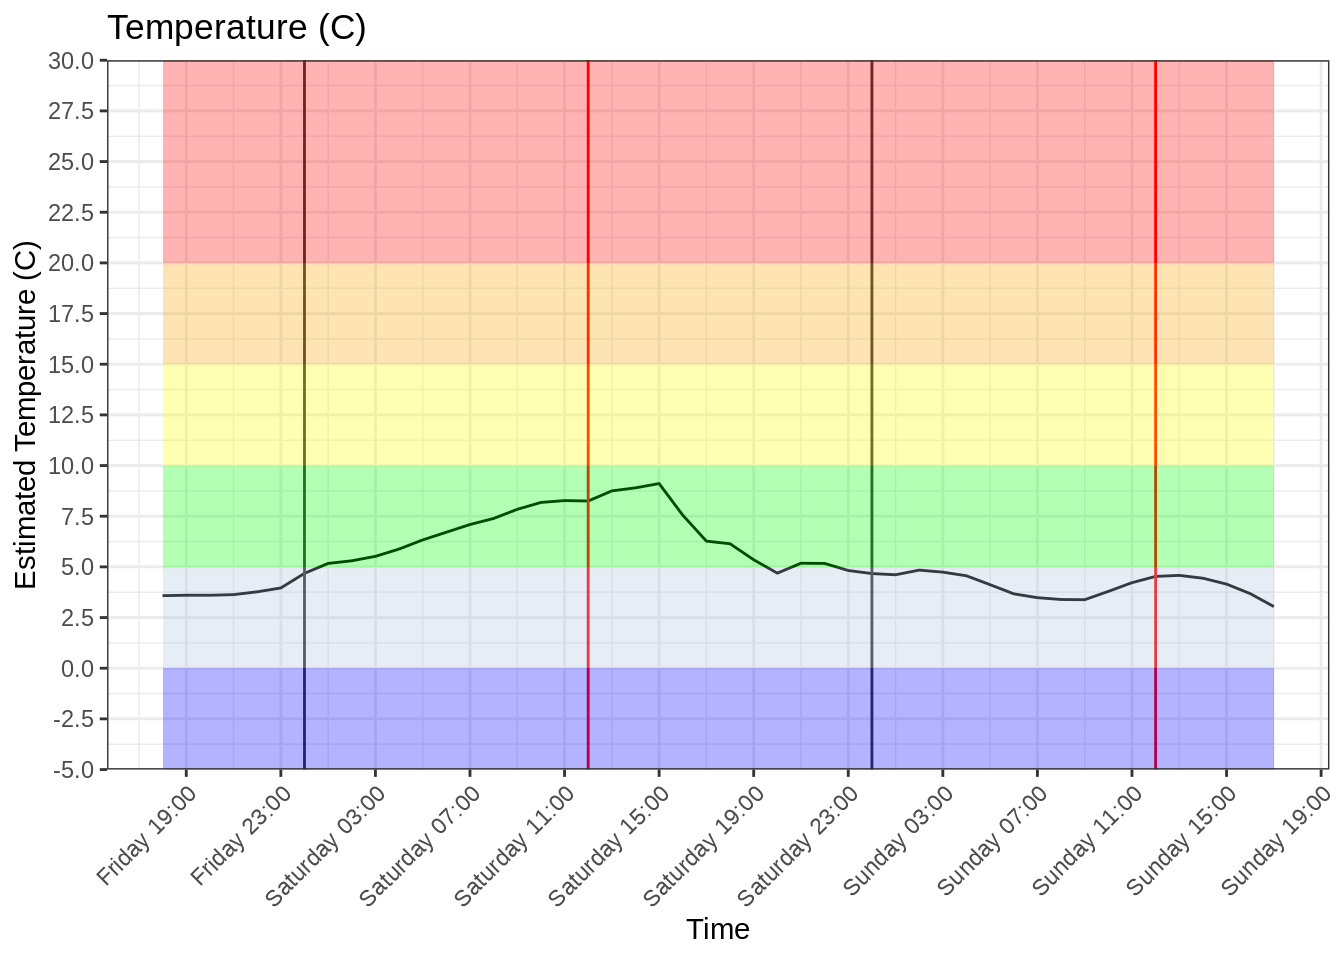 Temperature (C)
Estimated Temperature (C)
30.0
27.5
25.0
22.5
20.0
17.5
15.0
12.5
10.0
7.5
5.0
2.5
0.0
-2.5
-5.0
Friday 19:00
Friday 23:00
Saturday 03:00
Saturday 07:00
Saturday 11:00
Saturday 15:00
Saturday 19:00
Saturday 23:00
Sunday 03:00
Sunday 07:00
Sunday 11:00
Sunday 15:00
Sunday 19:00
Time